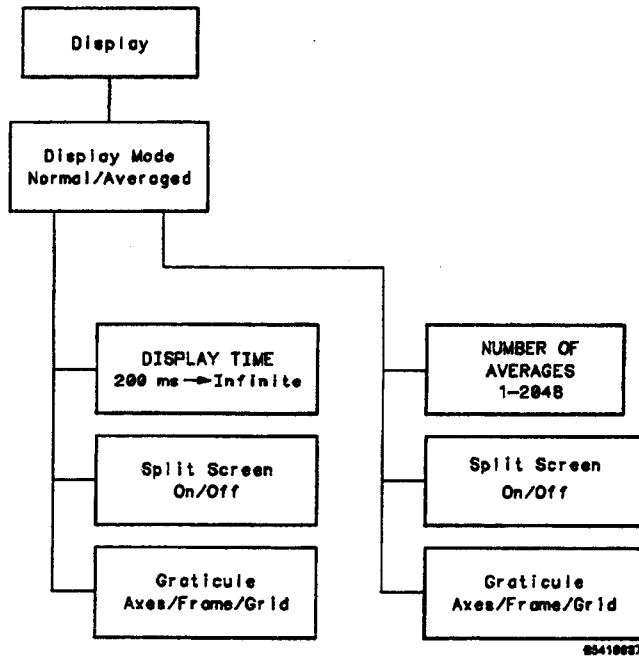 Display
Display Mode
Normal/Averaged
DISPLAY TIME
200 ms→Infinite
Split Screen
On/Off
Graticule
Axes/Frame/Grid
NUMBER OF
AVERAGES
1-2048
Split Screen
On/Off
Graticule
Axes/Frame/Grid